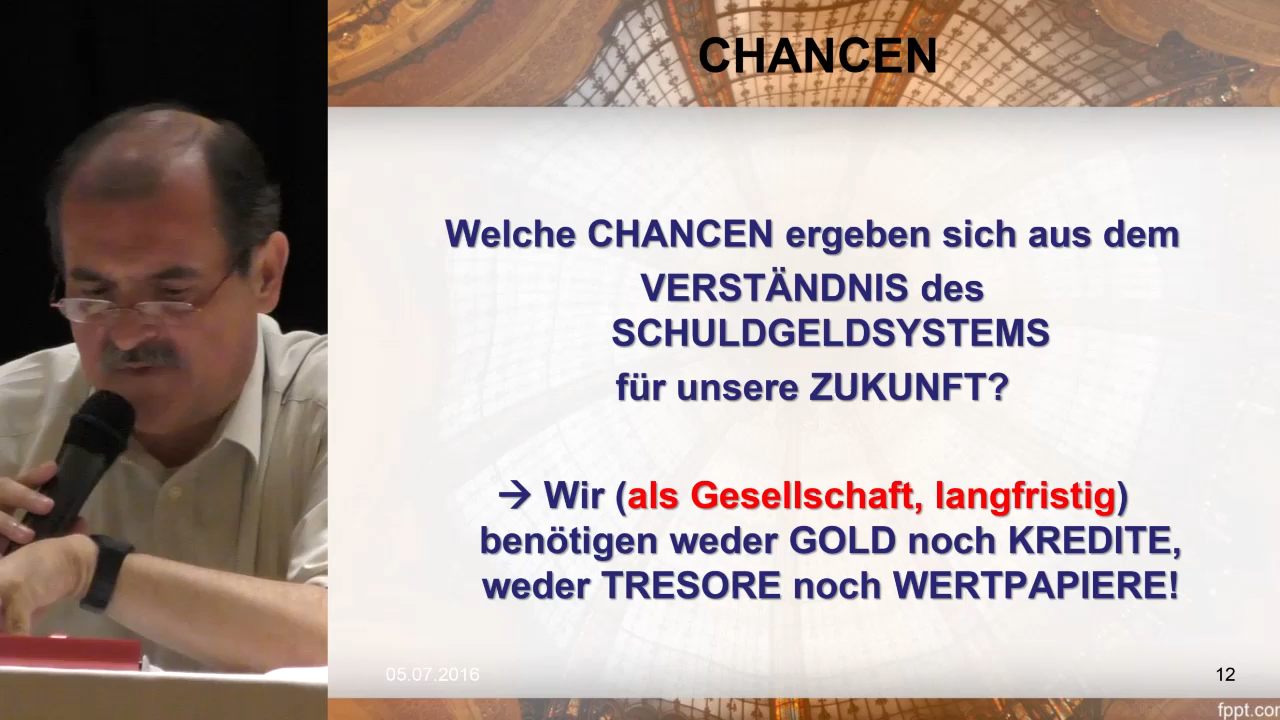 CHANCEN
Welche CHANCEN ergeben sich aus dem
VERSTÄNDNIS des
SCHULDGELDSYSTEMS
für unsere ZUKUNFT?
→ Wir (als Gesellschaft, langfristig)
benötigen weder GOLD noch KREDITE,
weder TRESORE noch WERTPAPIERE!
05.07.2016
12
fppt.com